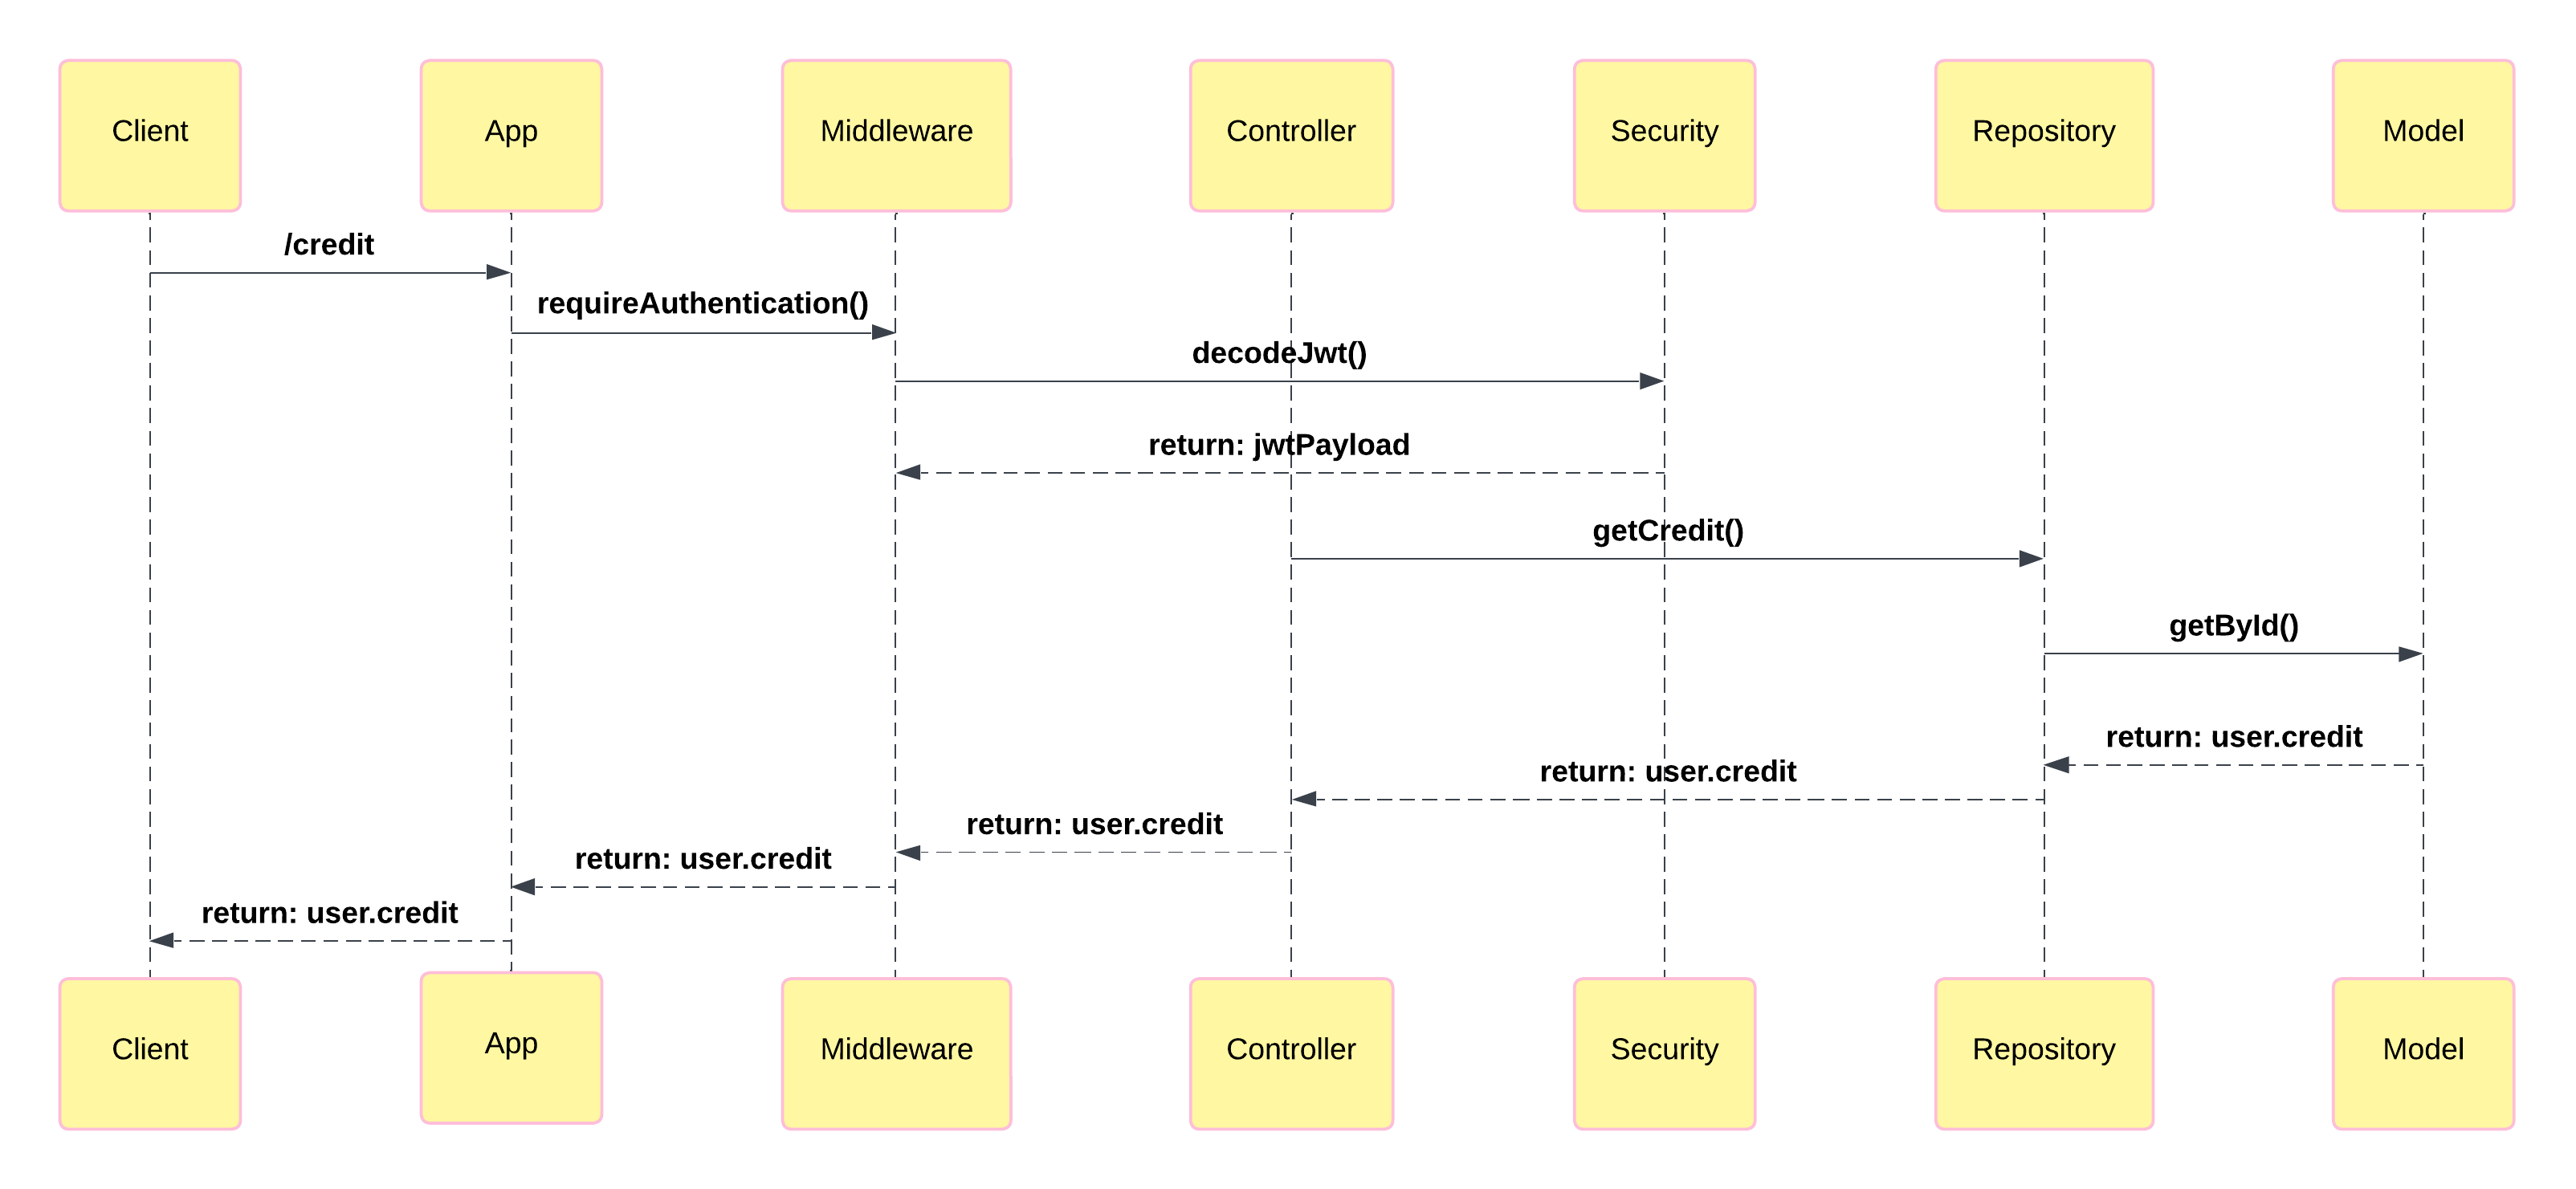 Client
App
Middleware
Controller
Security
Repository
Model
/credit
requireAuthentication()
decodeJwt()
return: jwtPayload
getCredit()
getById()
return: user.credit
return: user.credit
return: user.credit
return: user.credit
return: user.credit
Client
App
Middleware
Controller
Security
Repository
Model